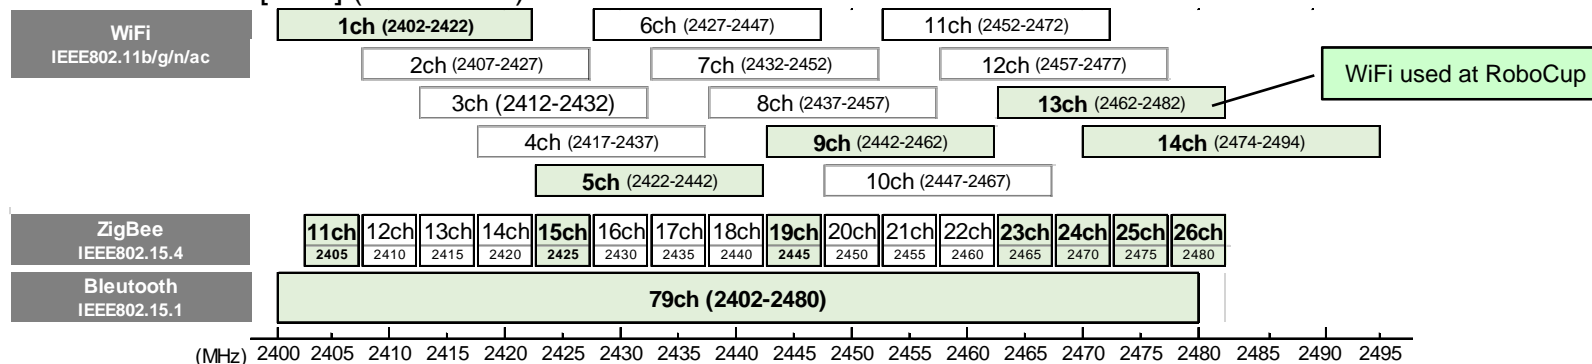 WiFi
IEEE802.11b/g/n/ac
1ch (2402-2422)
6ch (2427-2447)
11ch (2452-2472)
2ch (2407-2427)
7ch (2432-2452)
12ch (2457-2477)
WiFi used at RoboCup
3ch (2412-2432)
8ch (2437-2457)
13ch (2462-2482)
4ch (2417-2437)
9ch (2442-2462)
14ch (2474-2494)
5ch (2422-2442)
10ch (2447-2467)
ZigBee
IEEE802.15.4
11ch 12ch 13ch 14ch 15ch 16ch 17ch 18ch 19ch 20ch 21ch 22ch 23ch 24ch 25ch 26ch
2405 2410 2415 2420 2425 2430 2435 2440 2445 2450 2455 2460 2465 2470 2475 2480
Bleutooth
IEEE802.15.1
79ch (2402-2480)
(MHz) 2400 2405 2410 2415 2420 2425 2430 2435 2440 2445 2450 2455 2460 2465 2470 2475 2480 2485 2490 2495